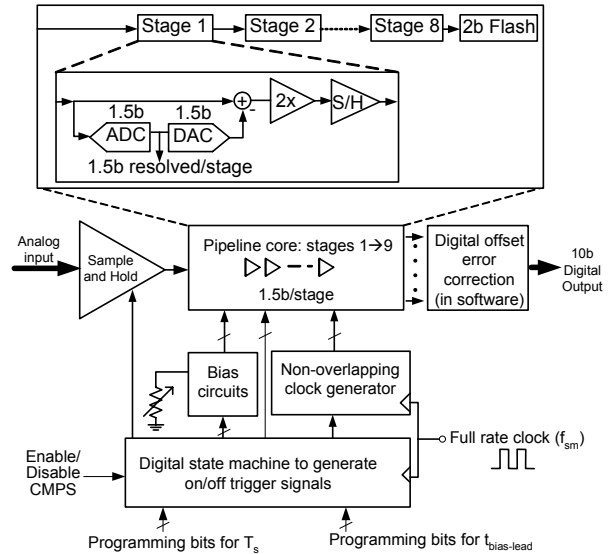 Stage 1
Stage 2
Stage 8
2b Flash
1.5b
1.5b
ADC
DAC
+
-
2x
S/H
1.5b resolved/stage
Analog
input
Sample
and Hold
Pipeline core: stages 1→9
1.5b/stage
Digital offset
error
correction
(in software)
10b
Digital
Output
Bias
circuits
Non-overlapping
clock generator
Enable/
Disable
CMPS
Digital state machine to generate
on/off trigger signals
Full rate clock (fsm)
Programming bits for Ts
Programming bits for tbias-lead